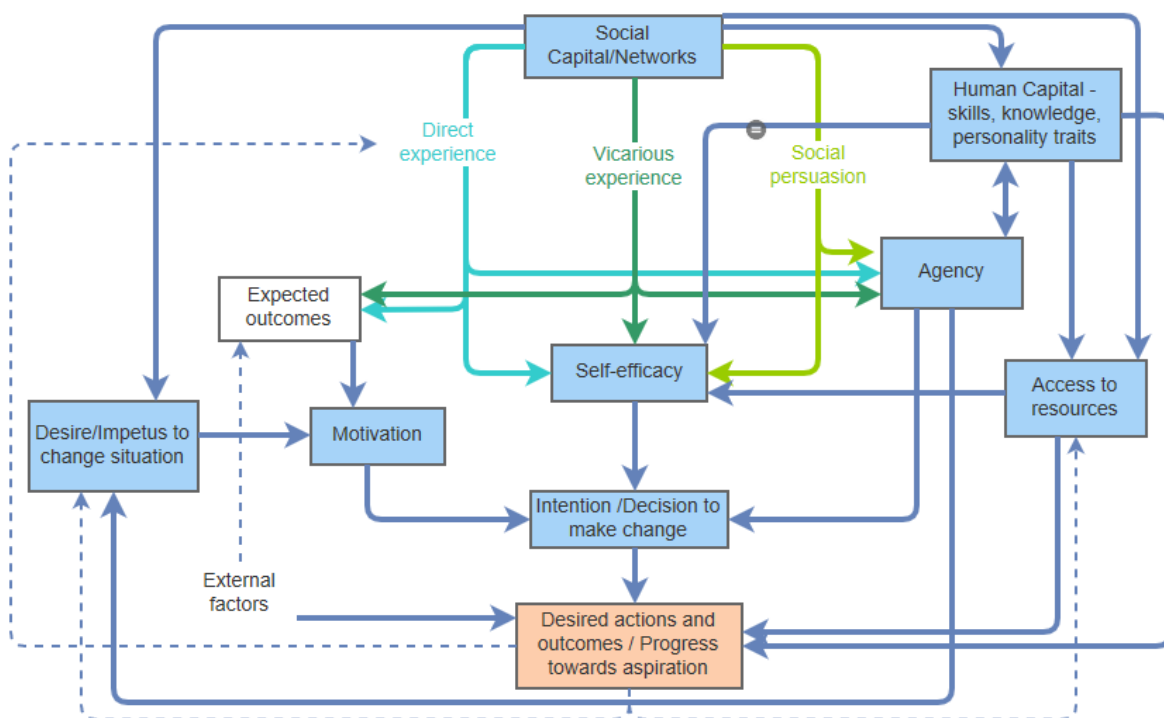 Social
Capital/Networks
Human Capital -
skills, knowledge,
personality traits
Direct
experience
Vicarious
experience
Social
persuasion
Agency
Expected
outcomes
Self-efficacy
Access to
resources
Desire/Impetus to
change situation
Motivation
Intention /Decision to
make change
External
factors
Desired actions and
outcomes / Progress
towards aspiration